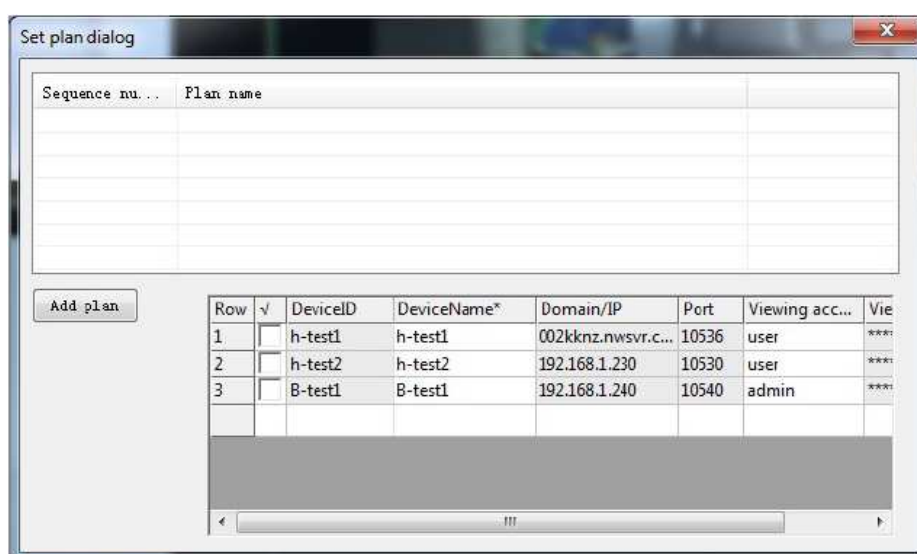 Set plan dialog
Sequence nu... Plan name
Add plan
Row √ DeviceID DeviceName* Domain/IP Port Viewing acc... Vie
1 h-test1 h-test1 002kknz.nwsvr.c... 10536 user ***
2 h-test2 h-test2 192.168.1.230 10530 user ***
3 B-test1 B-test1 192.168.1.240 10540 admin ***